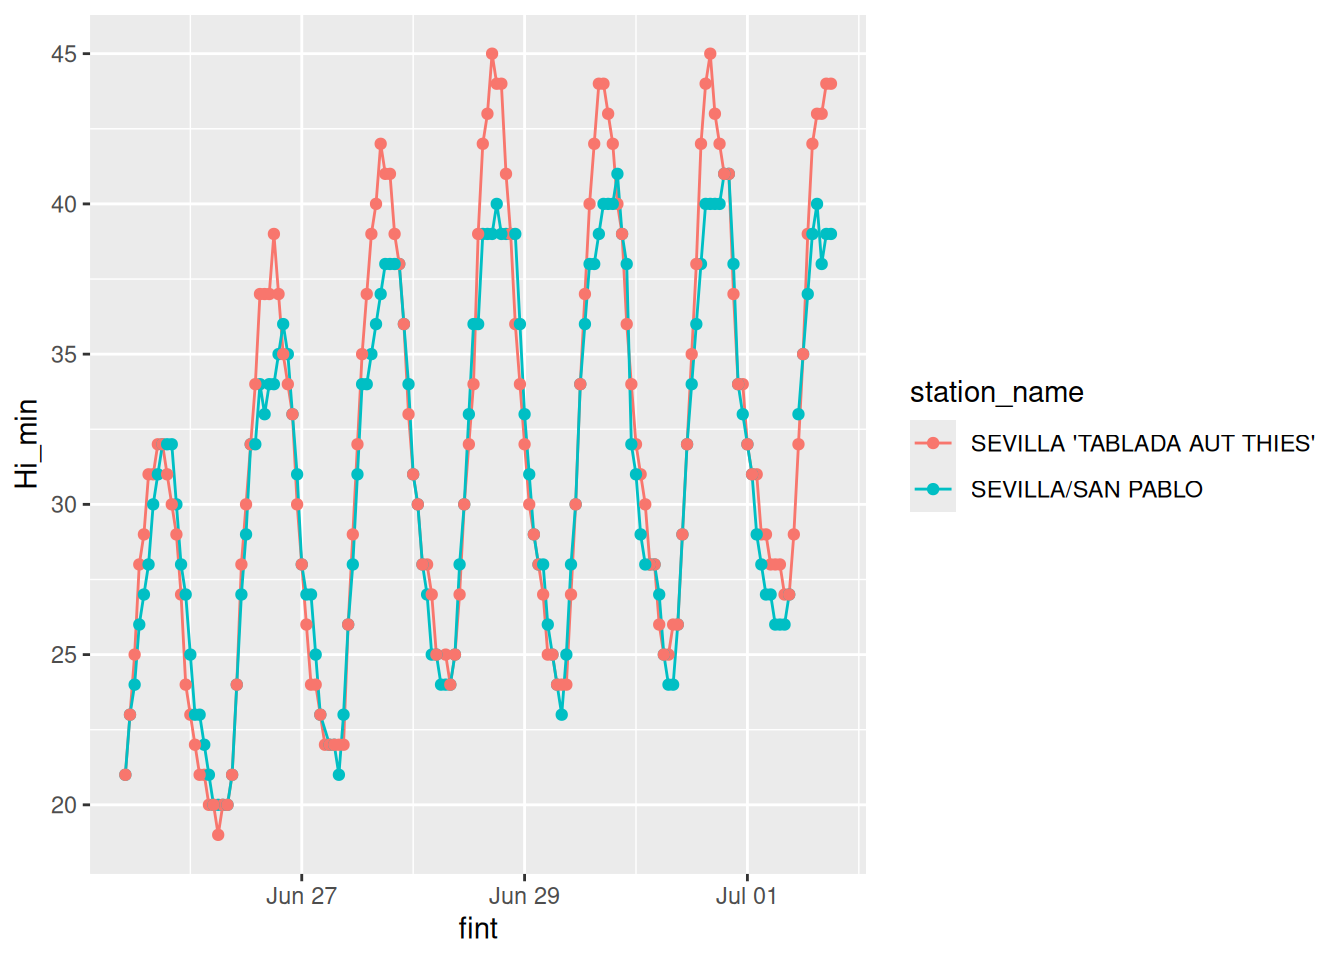 45
40
35
30
25
20
Hi_min
Jun 27
Jun 29
Jul 01
fint
station_name
SEVILLA 'TABLADA AUT THIES'
SEVILLA/SAN PABLO